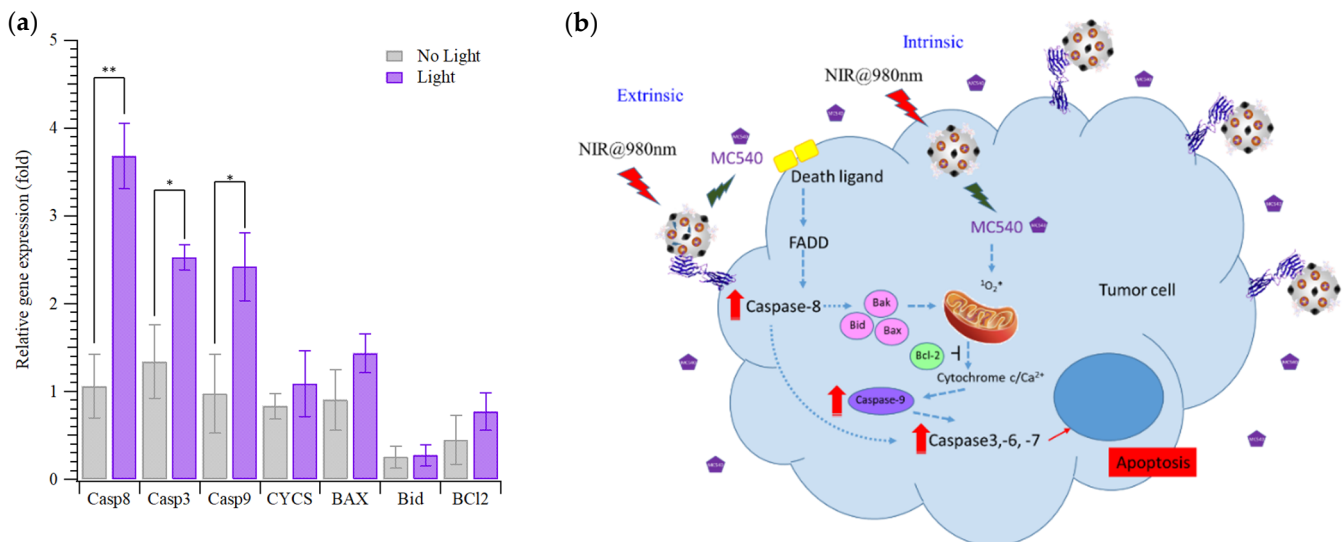 (a)
Relative gene expression (fold)
5
4
3
2
1
0
No Light
Light
**
*
*
Casp8 Casp3 Casp9 CYCS BAX Bid BCl2
(b)
Intrinsic
NIR@980nm
Extrinsic
MC540
MC540
NIR@980nm
Death ligand
MC540
FADD
¹O₂*
Tumor cell
Caspase-8
Bak
Bid
Bax
Bcl-2
Cytochrome c/Ca²⁺
Caspase-9
Caspase3,-6, -7
Apoptosis